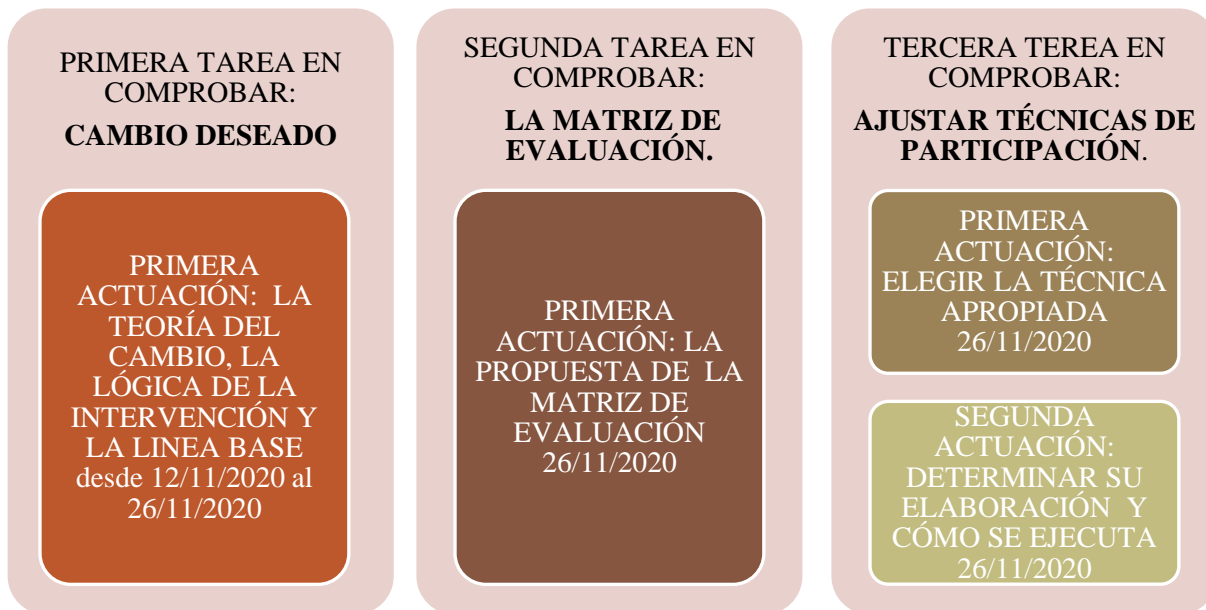 PRIMERA TAREA EN
COMPROBAR:
CAMBIO DESEADO
PRIMERA
ACTUACIÓN: LA
TEORÍA DEL
CAMBIO, LA
LÓGICA DE LA
INTERVENCIÓN Y
LA LINEA BASE
desde 12/11/2020 al
26/11/2020
SEGUNDA TAREA EN
COMPROBAR:
LA MATRIZ DE
EVALUACIÓN.
PRIMERA
ACTUACIÓN: LA
PROPUESTA DE LA
MATRIZ DE
EVALUACIÓN
26/11/2020
TERCERA TEREA EN
COMPROBAR:
AJUSTAR TÉCNICAS DE
PARTICIPACIÓN.
PRIMERA
ACTUACIÓN:
ELEGIR LA TÉCNICA
APROPIADA
26/11/2020
SEGUNDA
ACTUACIÓN:
DETERMINAR SU
ELABORACIÓN Y
CÓMO SE EJECUTA
26/11/2020